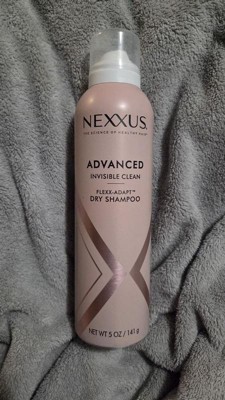 NEXXUS.
THE SCIENCE OF HEALTHY HAIR
ADVANCED
INVISIBLE CLEAN
FLEXX-ADAPT™
DRY SHAMPOO
NET WT 5 OZ / 141 g